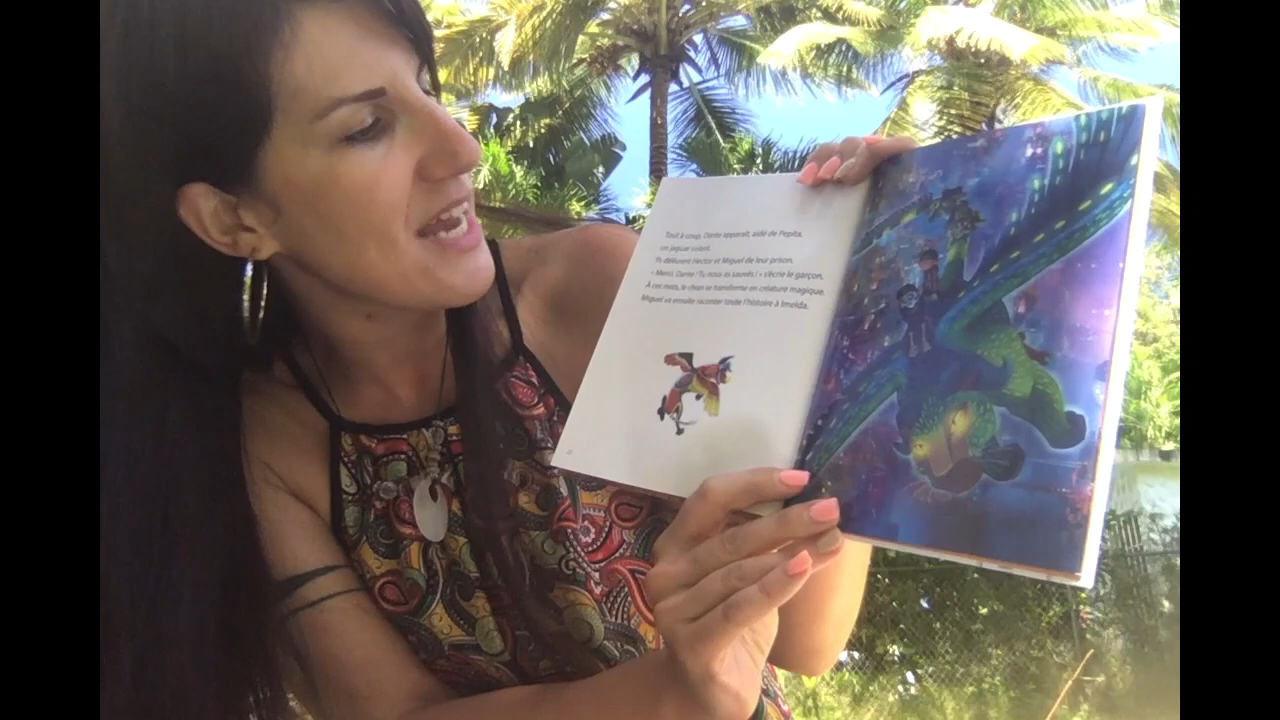 Tout à coup, Dante apparaît, aidé de Pepita,
un jaguar volant.
Ils délivrent Hector et Miguel de leur prison.
« Merci, Dante ! Tu nous as sauvés ! » s'écrie le garçon.
À ces mots, le chien se transforme en créature magique.
Miguel va ensuite raconter toute l'histoire à Imelda.